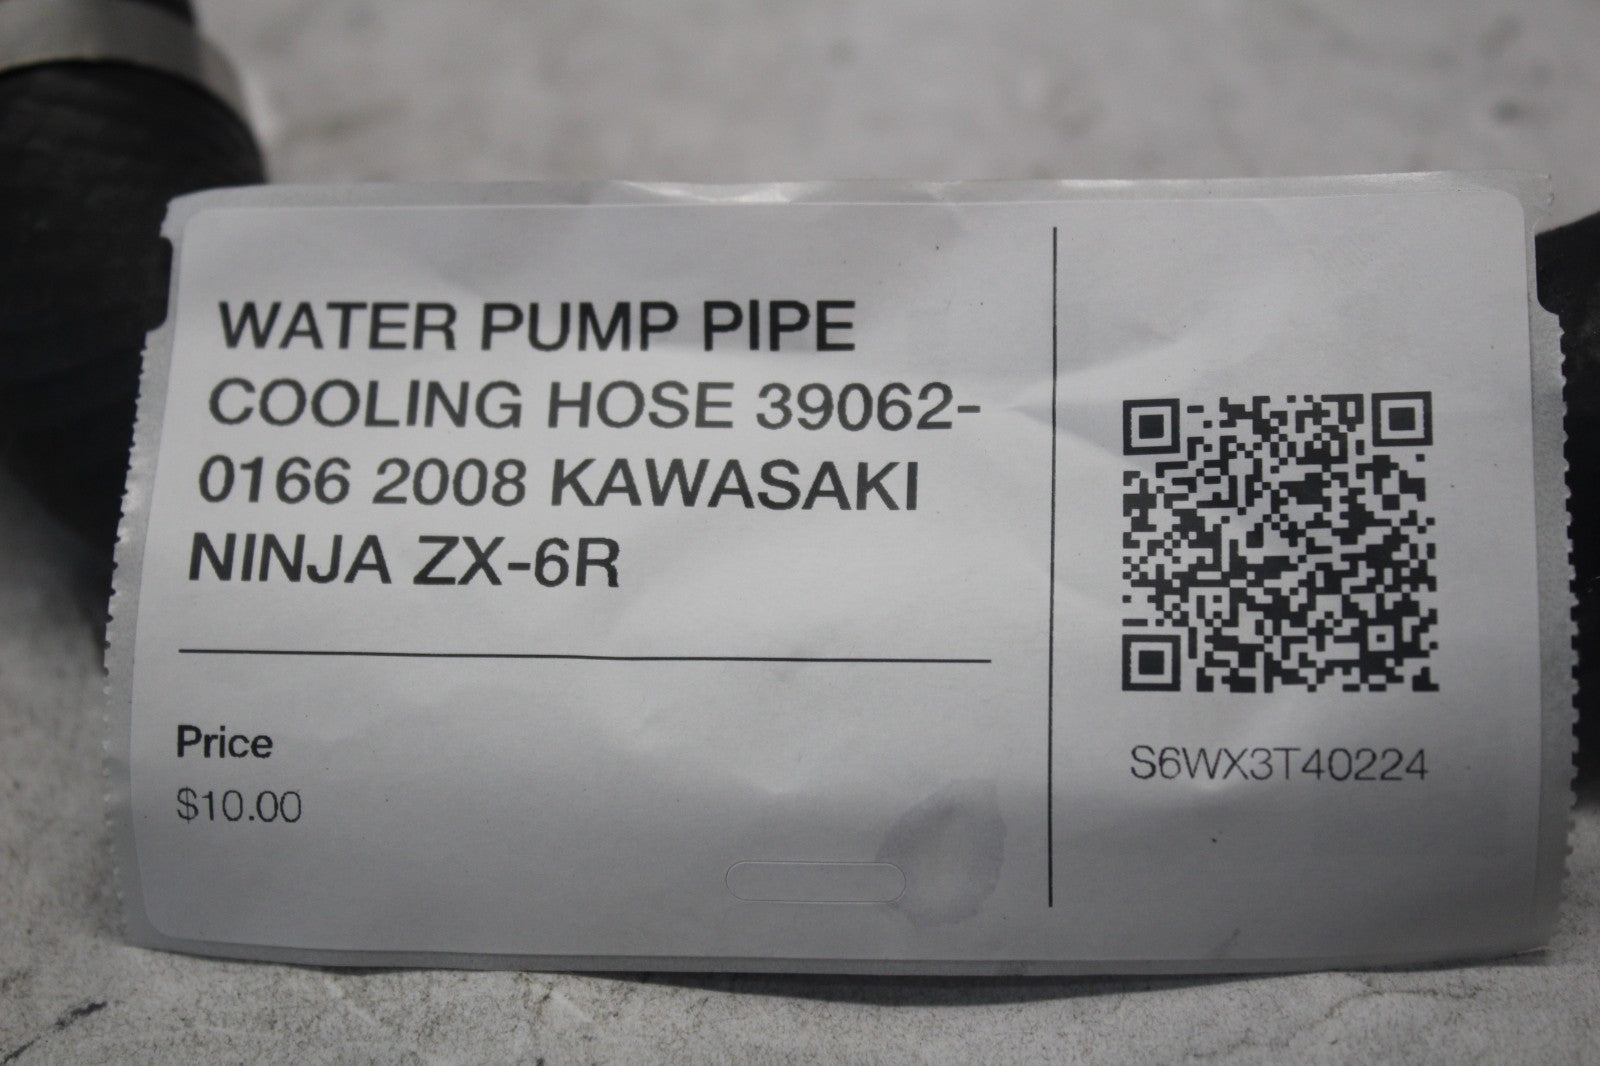 WATER PUMP PIPE
COOLING HOSE 39062-
0166 2008 KAWASAKI
NINJA ZX-6R
Price
$10.00
S6WX3T40224